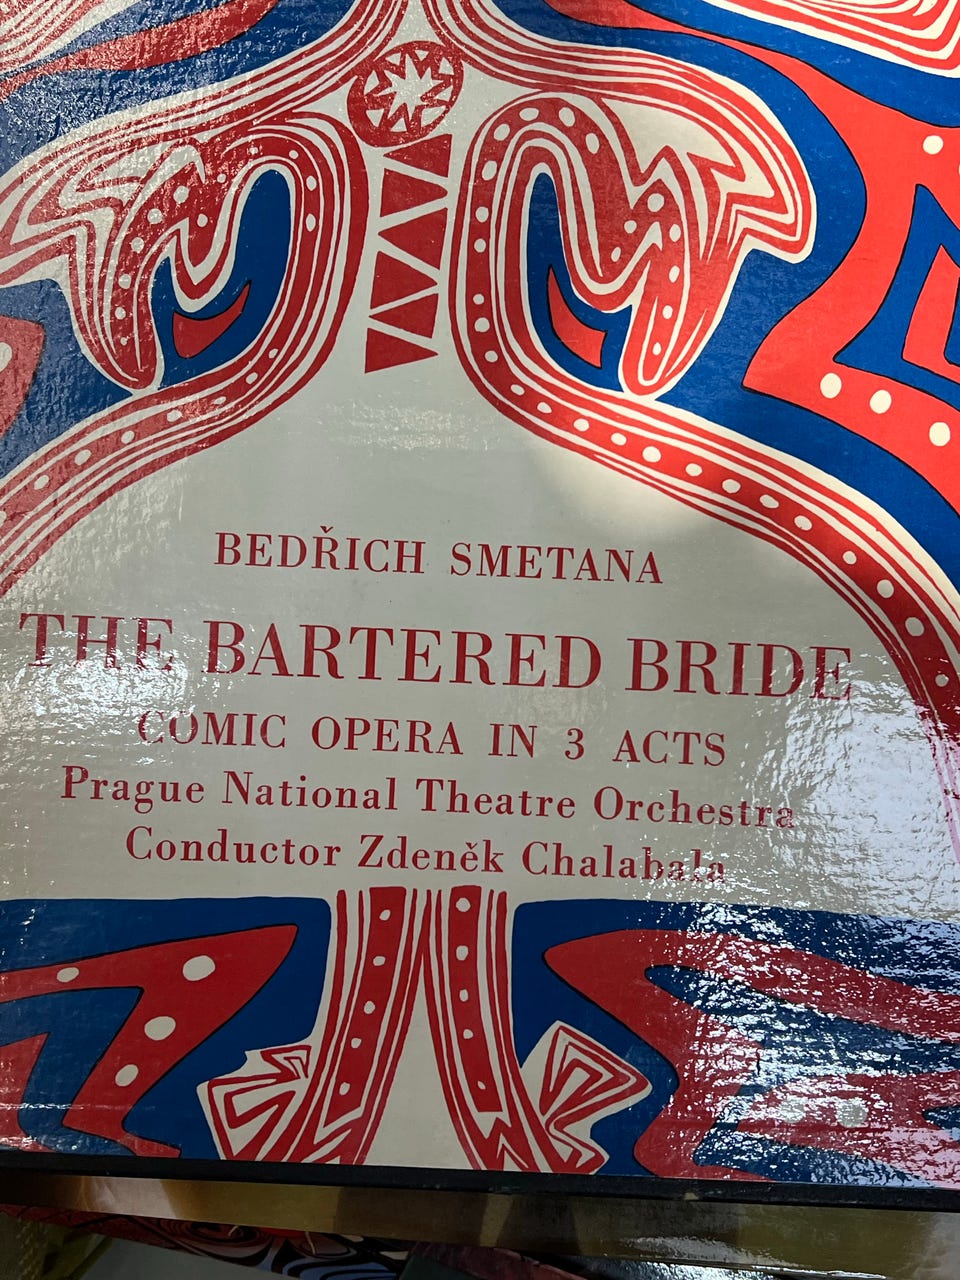 BEDŘICH SMETANA
THE BARTERED BRIDE
COMIC OPERA IN 3 ACTS
Prague National Theatre Orchestra
Conductor Zdeněk Chalabala